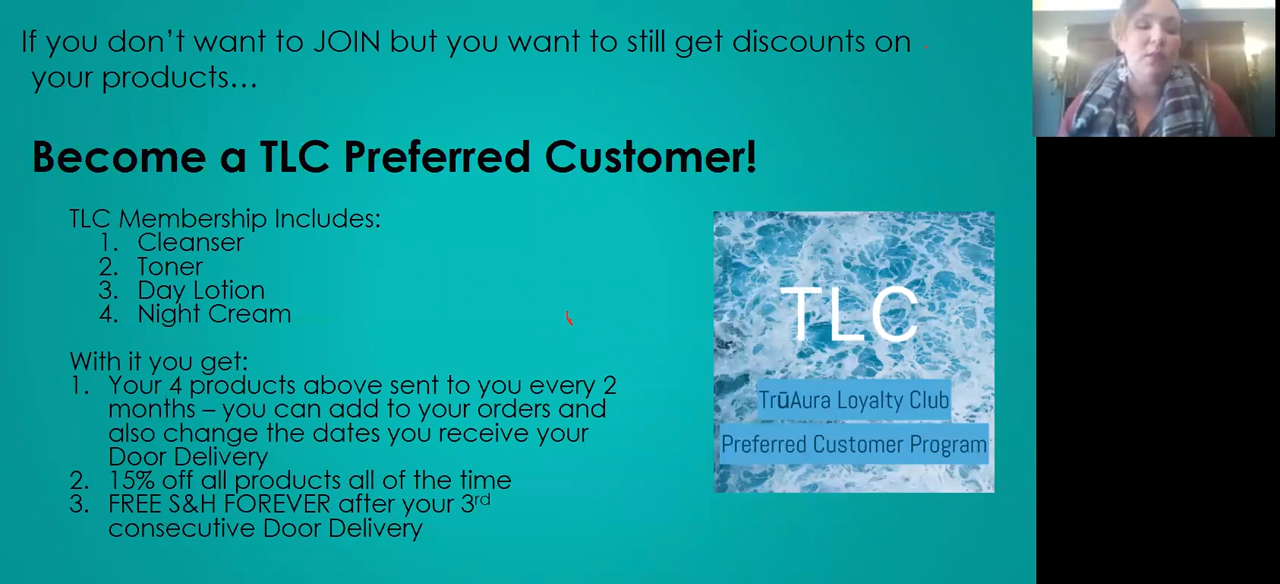 If you don’t want to JOIN but you want to still get discounts on
your products…
Become a TLC Preferred Customer!
TLC Membership Includes:
1. Cleanser
2. Toner
3. Day Lotion
4. Night Cream
With it you get:
1. Your 4 products above sent to you every 2
months – you can add to your orders and
also change the dates you receive your
Door Delivery
2. 15% off all products all of the time
3. FREE S&H FOREVER after your 3rd
consecutive Door Delivery
TLC
TrūAura Loyalty Club
Preferred Customer Program